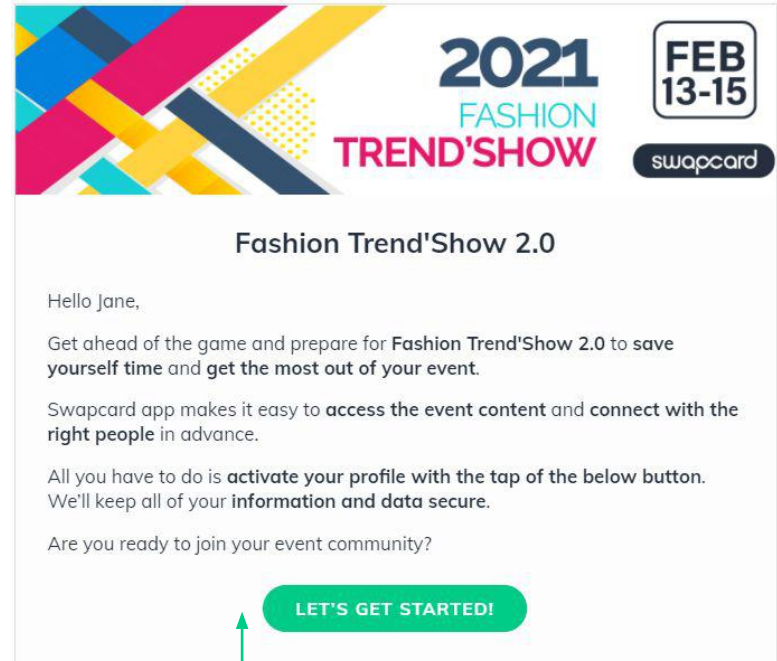 2021
FASHION
TREND'SHOW
FEB
13-15
swapcard
Fashion Trend'Show 2.0
Hello Jane,
Get ahead of the game and prepare for Fashion Trend'Show 2.0 to save
yourself time and get the most out of your event.
Swapcard app makes it easy to access the event content and connect with the
right people in advance.
All you have to do is activate your profile with the tap of the below button.
We'll keep all of your information and data secure.
Are you ready to join your event community?
LET'S GET STARTED!